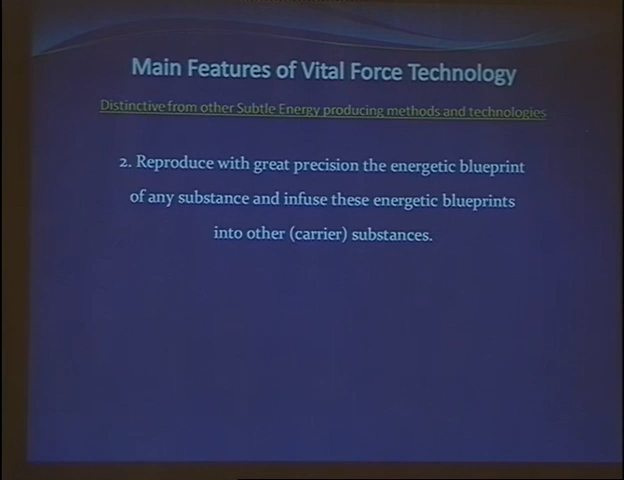 Main Features of Vital Force Technology
Distinctive from other Subtle Energy producing methods and technologies
2. Reproduce with great precision the energetic blueprint
of any substance and infuse these energetic blueprints
into other (carrier) substances.